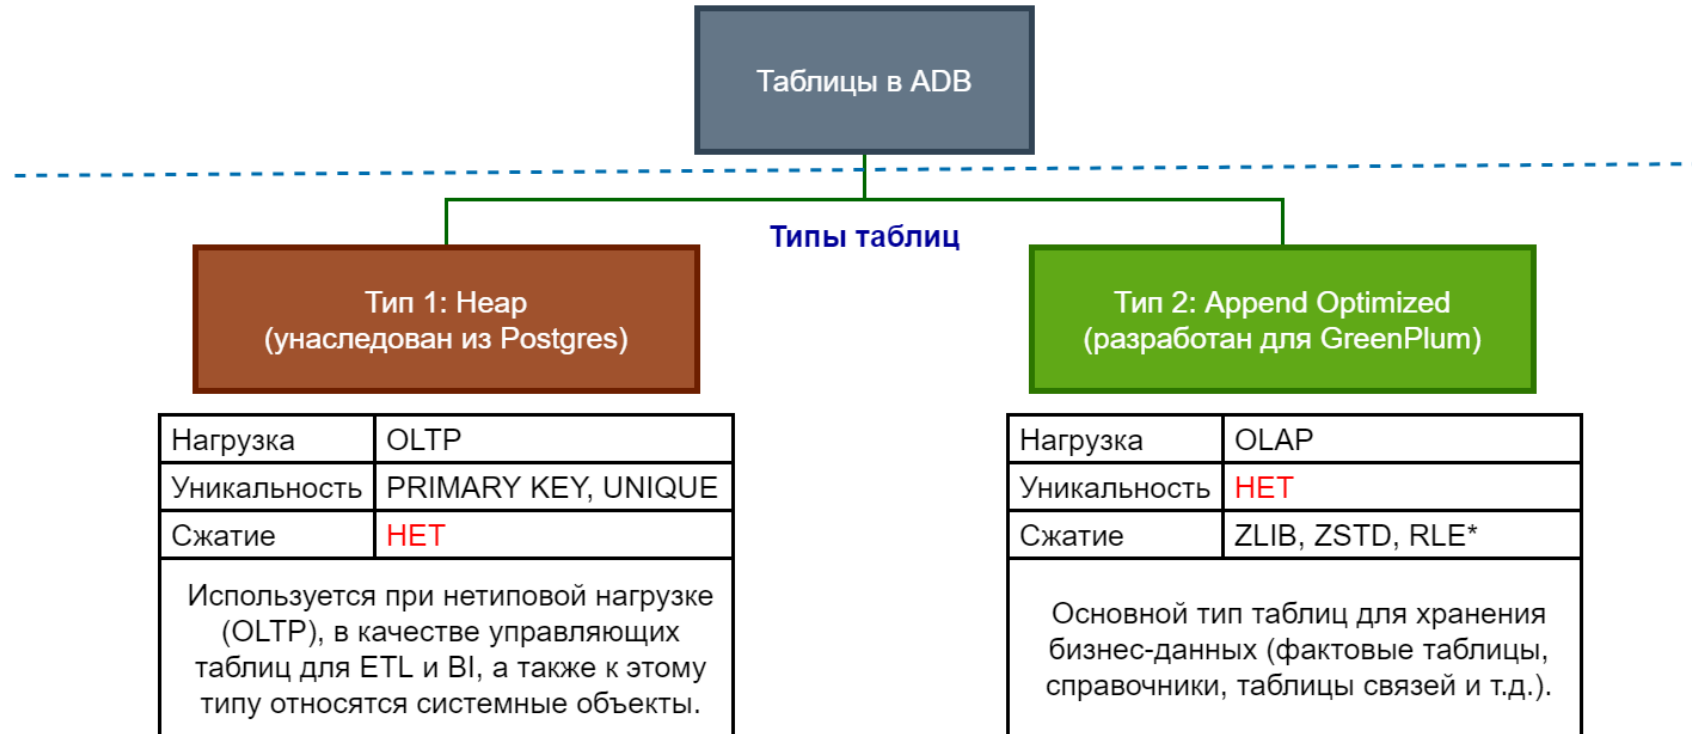 Таблицы в ADB
Типы таблиц
Тип 1: Heap
(унаследован из Postgres)
Нагрузка OLTP
Уникальность PRIMARY KEY, UNIQUE
Сжатие НЕТ
Используется при нетиповой нагрузке
(OLTP), в качестве управляющих
таблиц для ETL и BI, а также к этому
типу относятся системные объекты.
Тип 2: Append Optimized
(разработан для GreenPlum)
Нагрузка OLAP
Уникальность НЕТ
Сжатие ZLIB, ZSTD, RLE*
Основной тип таблиц для хранения
бизнес-данных (фактовые таблицы,
справочники, таблицы связей и т.д.).